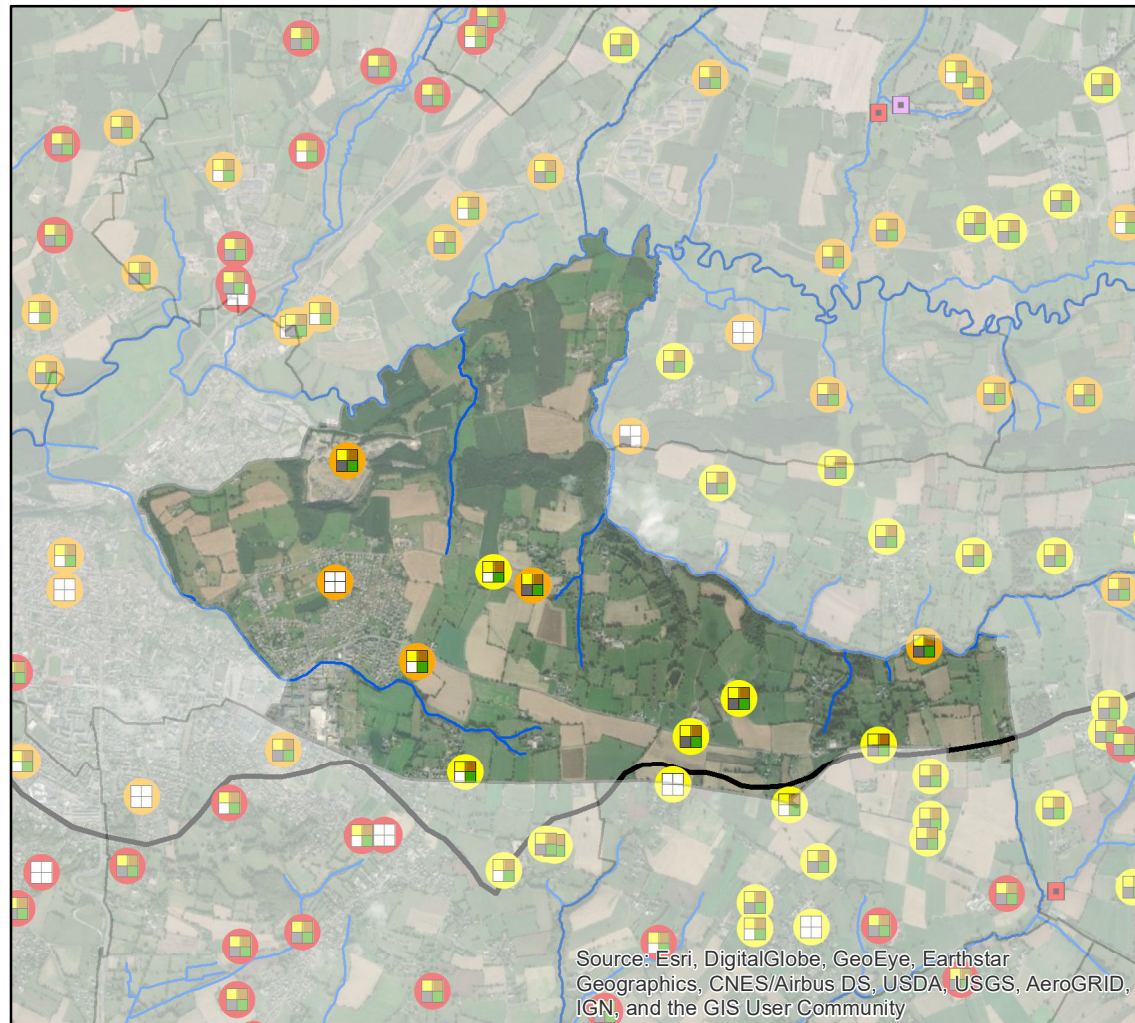 Source: Esri, DigitalGlobe, GeoEye, Earthstar
Geographics, CNES/Airbus DS, USDA, USGS, AeroGRID,
IGN, and the GIS User Community